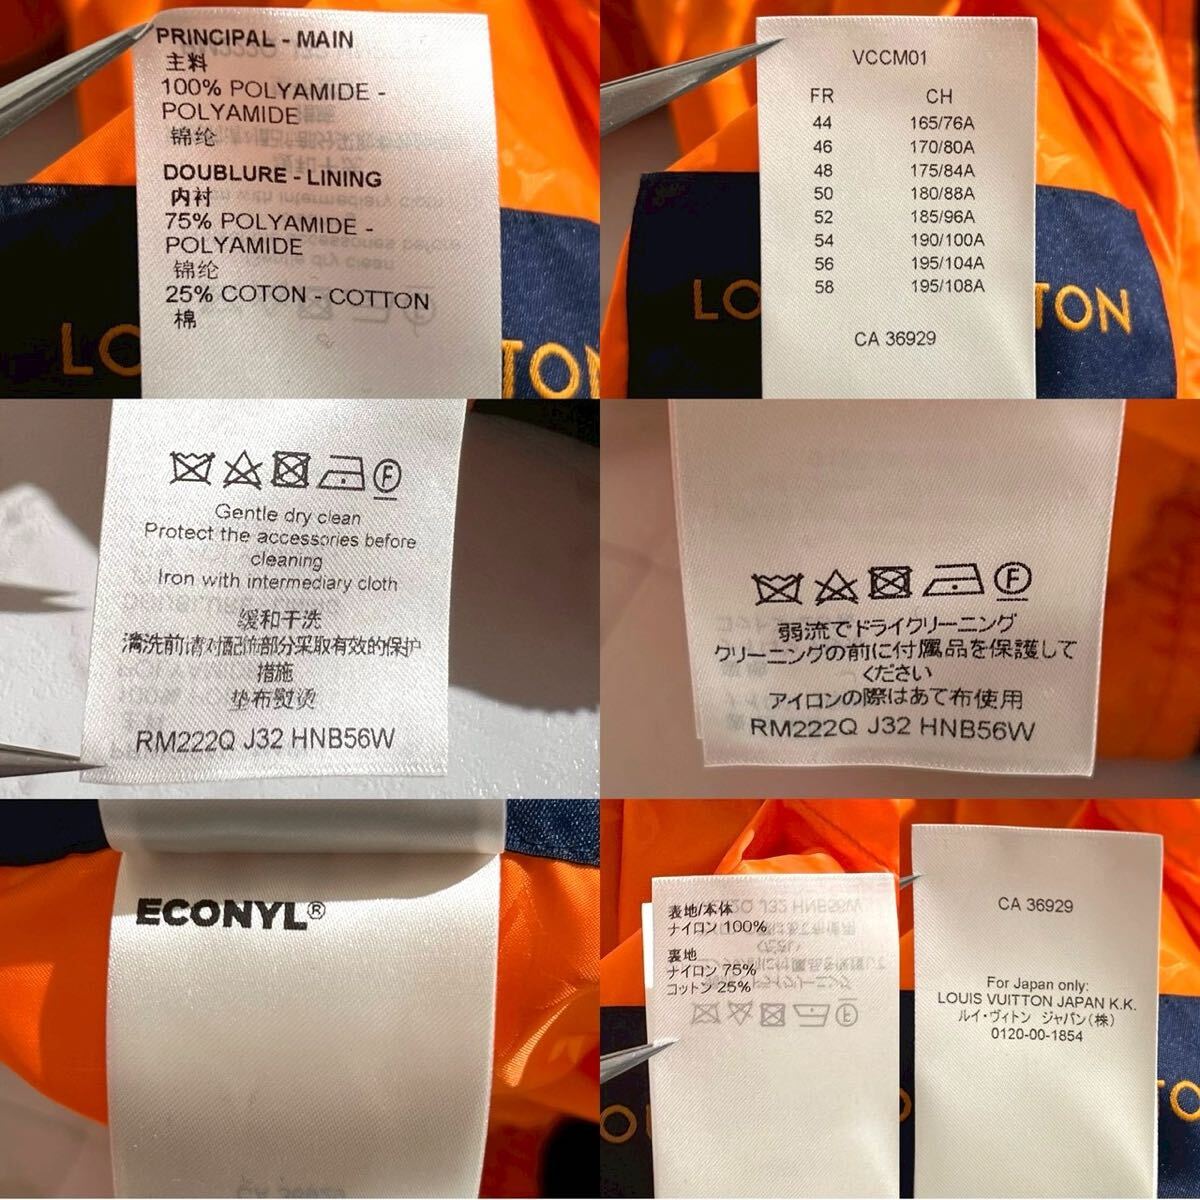 PRINCIPAL - MAIN
主料
100% POLYAMIDE -
POLYAMIDE
锦纶
DOUBLURE - LINING
内衬
75% POLYAMIDE -
POLYAMIDE
锦纶
25% COTON - COTTON
棉
LO
TON
VCCM01
FR CH
44 165/76A
46 170/80A
48 175/84A
50 180/88A
52 185/96A
54 190/100A
56 195/104A
58 195/108A
CA 36929
LO
TON
F
Gentle dry clean
Protect the accessories before
cleaning
Iron with intermediary cloth
缓和干洗
清洗前请对配饰部分采取有效的保护
措施
垫布熨烫
RM222Q J32 HNB56W
F
弱流でドライクリーニング
クリーニングの前に付属品を保護して
ください
アイロンの際はあて布使用
RM222Q J32 HNB56W
ECONYL®
表地/本体
ナイロン 100%
裏地
ナイロン 75%
コットン 25%
CA 36929
For Japan only:
LOUIS VUITTON JAPAN K.K.
ルイ・ヴィトン ジャパン(株)
0120-00-1854
TO